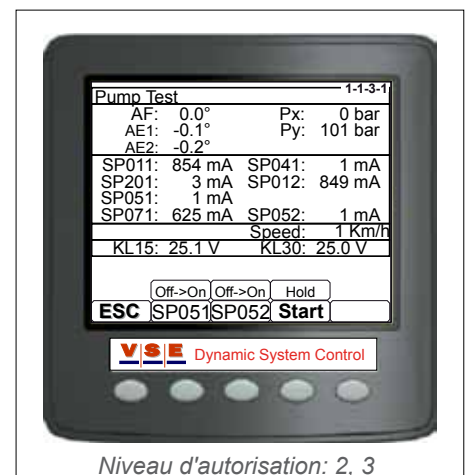 1-1-3-1
Pump Test
AF: 0.0° Px: 0 bar
AE1: -0.1° Py: 101 bar
AE2: -0.2°
SP011: 854 mA SP041: 1 mA
SP201: 3 mA SP012: 849 mA
SP051: 1 mA
SP071: 625 mA SP052: 1 mA
Speed: 1 Km/h
KL15: 25.1 V KL30: 25.0 V
Off->On Off->On Hold
ESC SP051 SP052 Start
V|S|E Dynamic System Control
Niveau d'autorisation: 2, 3